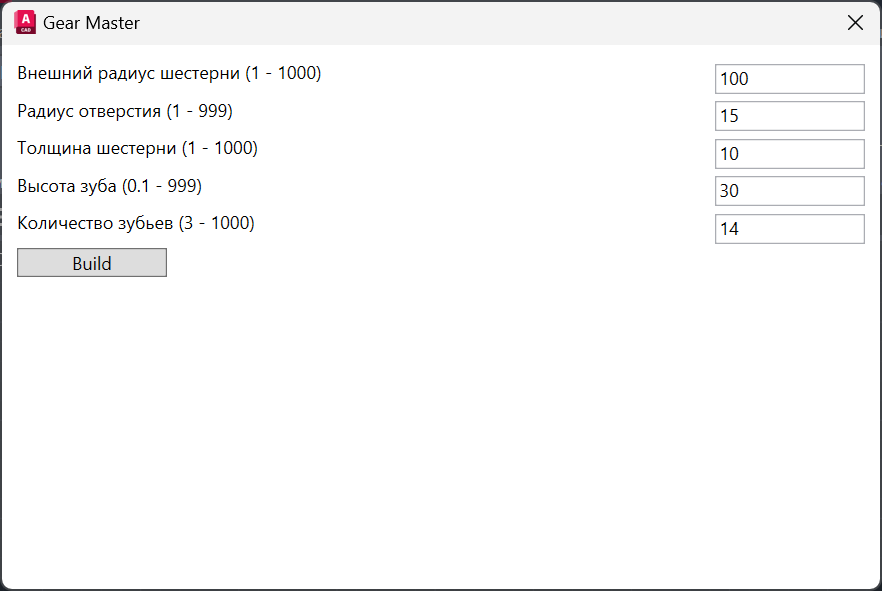 A CAD Gear Master
Внешний радиус шестерни (1 - 1000) 100
Радиус отверстия (1 - 999) 15
Толщина шестерни (1 - 1000) 10
Высота зуба (0.1 - 999) 30
Количество зубьев (3 - 1000) 14
Build